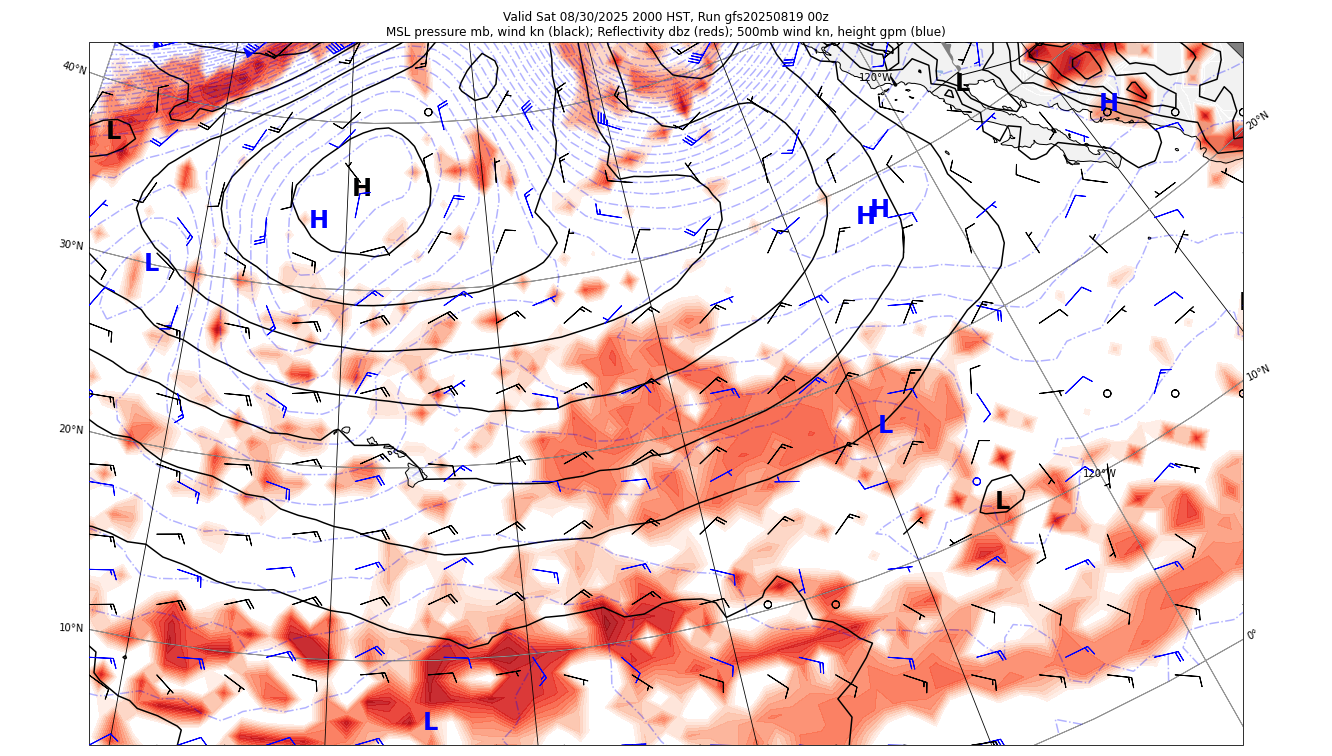 Valid Sat 08/30/2025 2000 HST, Run gfs20250819 00z
MSL pressure mb, wind kn (black); Reflectivity dbz (reds); 500mb wind kn, height gpm (blue)
40°N
120°W
L
H
20°N
L
H
H
H
H
30°N
L
10°N
L
20°N
120°W
L
10°N
0°
L